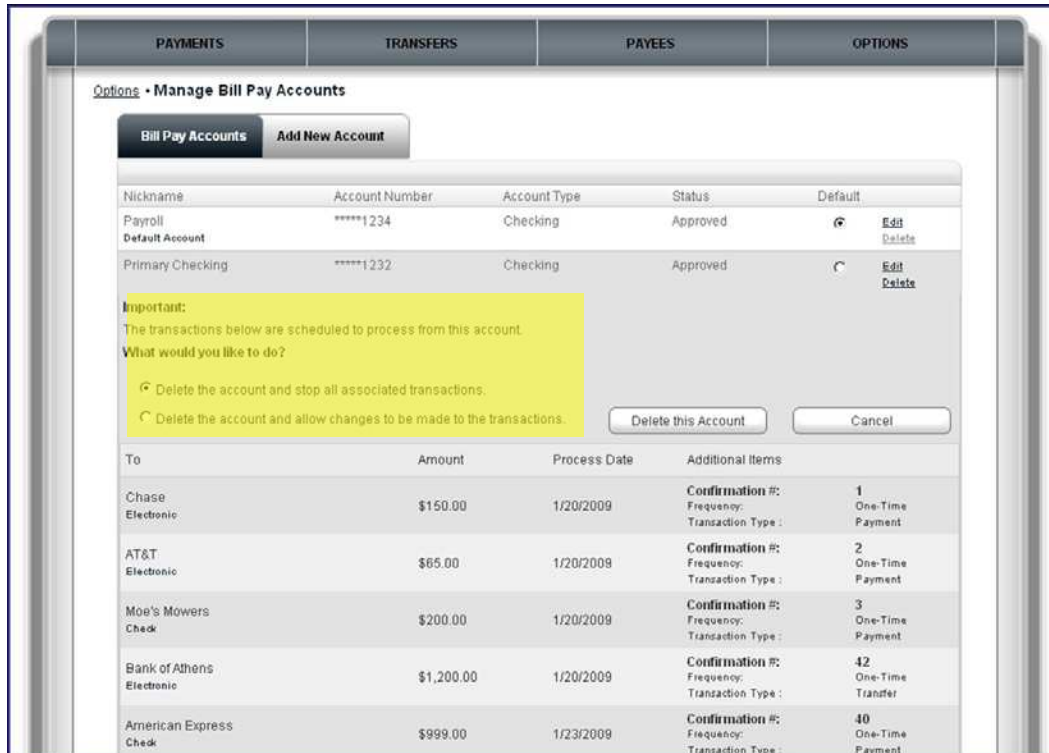 PAYMENTS TRANSFERS PAYEES OPTIONS
Options • Manage Bill Pay Accounts
Bill Pay Accounts Add New Account
Nickname Account Number Account Type Status Default
Payroll *****1234 Checking Approved Edit
Default Account Delete
Primary Checking *****1232 Checking Approved Edit
Delete
Important:
The transactions below are scheduled to process from this account.
What would you like to do?
Delete the account and stop all associated transactions.
Delete the account and allow changes to be made to the transactions. Delete this Account Cancel
To Amount Process Date Additional Items
Chase $150.00 1/20/2009 Confirmation #: 1
Electronic Frequency: One-Time
Transaction Type : Payment
AT&T $65.00 1/20/2009 Confirmation #: 2
Electronic Frequency: One-Time
Transaction Type : Payment
Moe's Mowers $200.00 1/20/2009 Confirmation #: 3
Check Frequency: One-Time
Transaction Type : Payment
Bank of Athens $1,200.00 1/20/2009 Confirmation #: 42
Electronic Frequency: One-Time
Transaction Type : Transfer
American Express $999.00 1/23/2009 Confirmation #: 40
Check Frequency: One-Time
Transaction Type : Payment